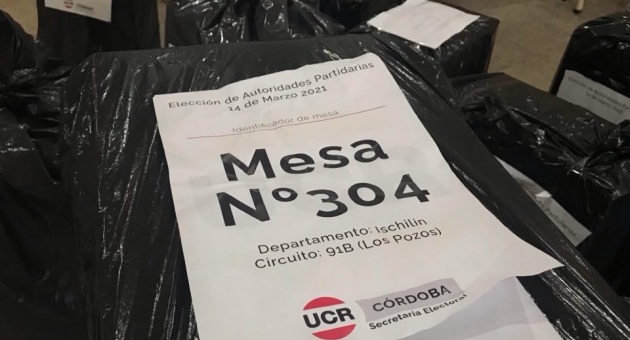 Elección de Autoridades Partidarias
14 de Marzo 2021
Identificador de mesa
Mesa
Nº304
Departamento: Ischilin
Circuito: 91B (Los Pozos)
UCR CÓRDOBA
Secretaría Electoral